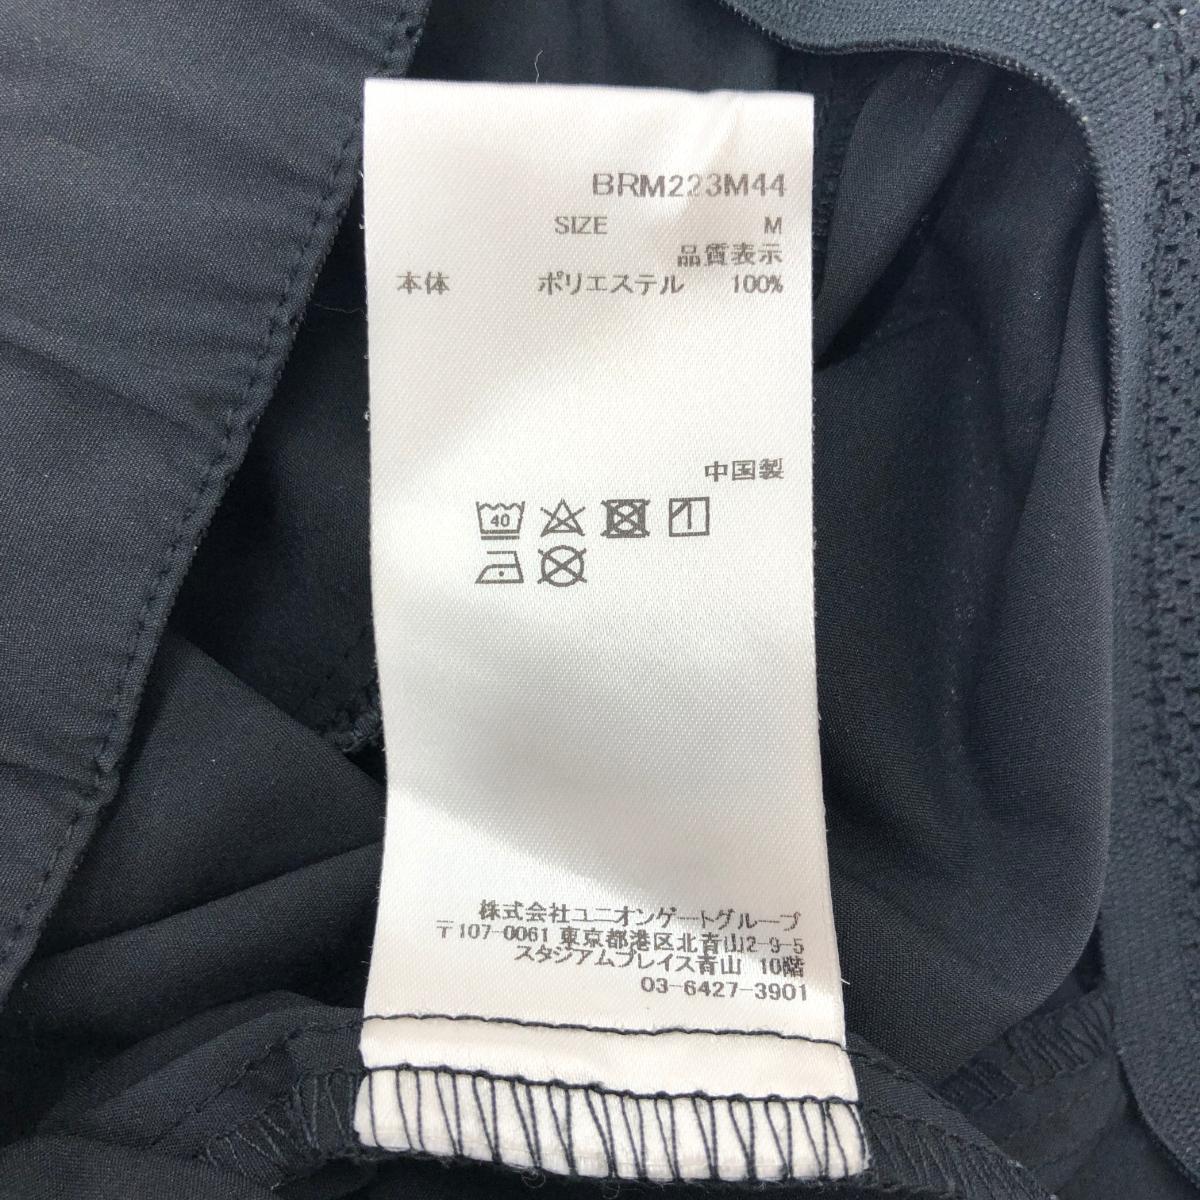 BRM223M44
SIZE M
品質表示
本体 ポリエステル 100%
中国製
40
株式会社ユニオンゲートグループ
〒107-0061 東京都港区北青山2-9-5
スタジアムプレイス青山 10階
03-6427-3901